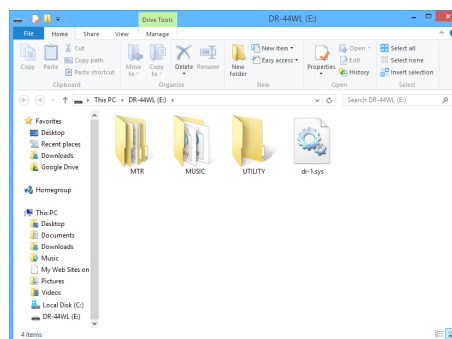 Drive Tools
DR-44WL (E:)
File Home Share View Manage
Copy
Paste
Cut
Copy path
Paste shortcut
Clipboard
Move to
Copy to
Delete
Rename
Organize
New folder
New item
Easy access
New
Properties
Open
Edit
History
Open
Select all
Select none
Invert selection
Select
This PC DR-44WL (E:)
Search DR-44WL (E:)
Favorites
Desktop
Recent places
Downloads
Google Drive
Homegroup
This PC
Desktop
Documents
Downloads
Music
My Web Sites on
Pictures
Videos
Local Disk (C:)
DR-44WL (E:)
MTR
MUSIC
UTILITY
dr-1.sys
4 items